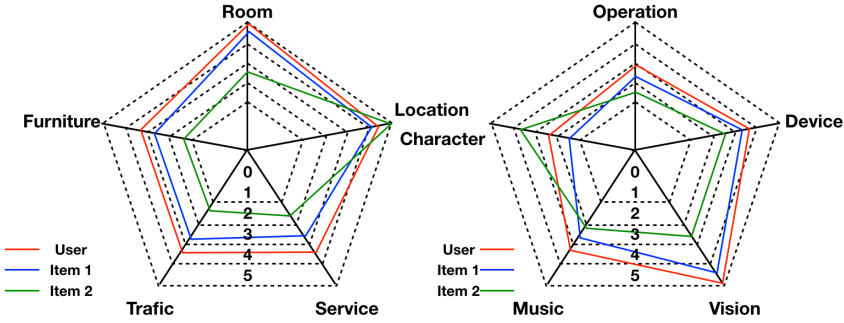 Room
Furniture
Location
0
1
2
3
4
5
User
Item 1
Item 2
Trafic
Service
Operation
Character
Device
0
1
2
3
4
5
User
Item 1
Item 2
Music
Vision